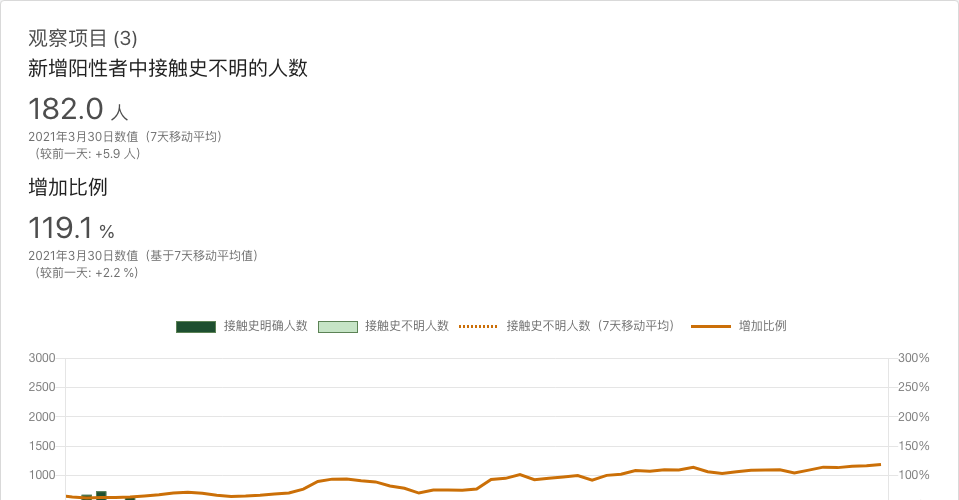 观察项目 (3)
新增阳性者中接触史不明的人数
182.0 人
2021年3月30日数值（7天移动平均）
（较前一天: +5.9 人）
增加比例
119.1 %
2021年3月30日数值（基于7天移动平均值）
（较前一天: +2.2 %）
接触史明确人数 接触史不明人数 接触史不明人数（7天移动平均） 增加比例
3000 300%
2500 250%
2000 200%
1500 150%
1000 100%